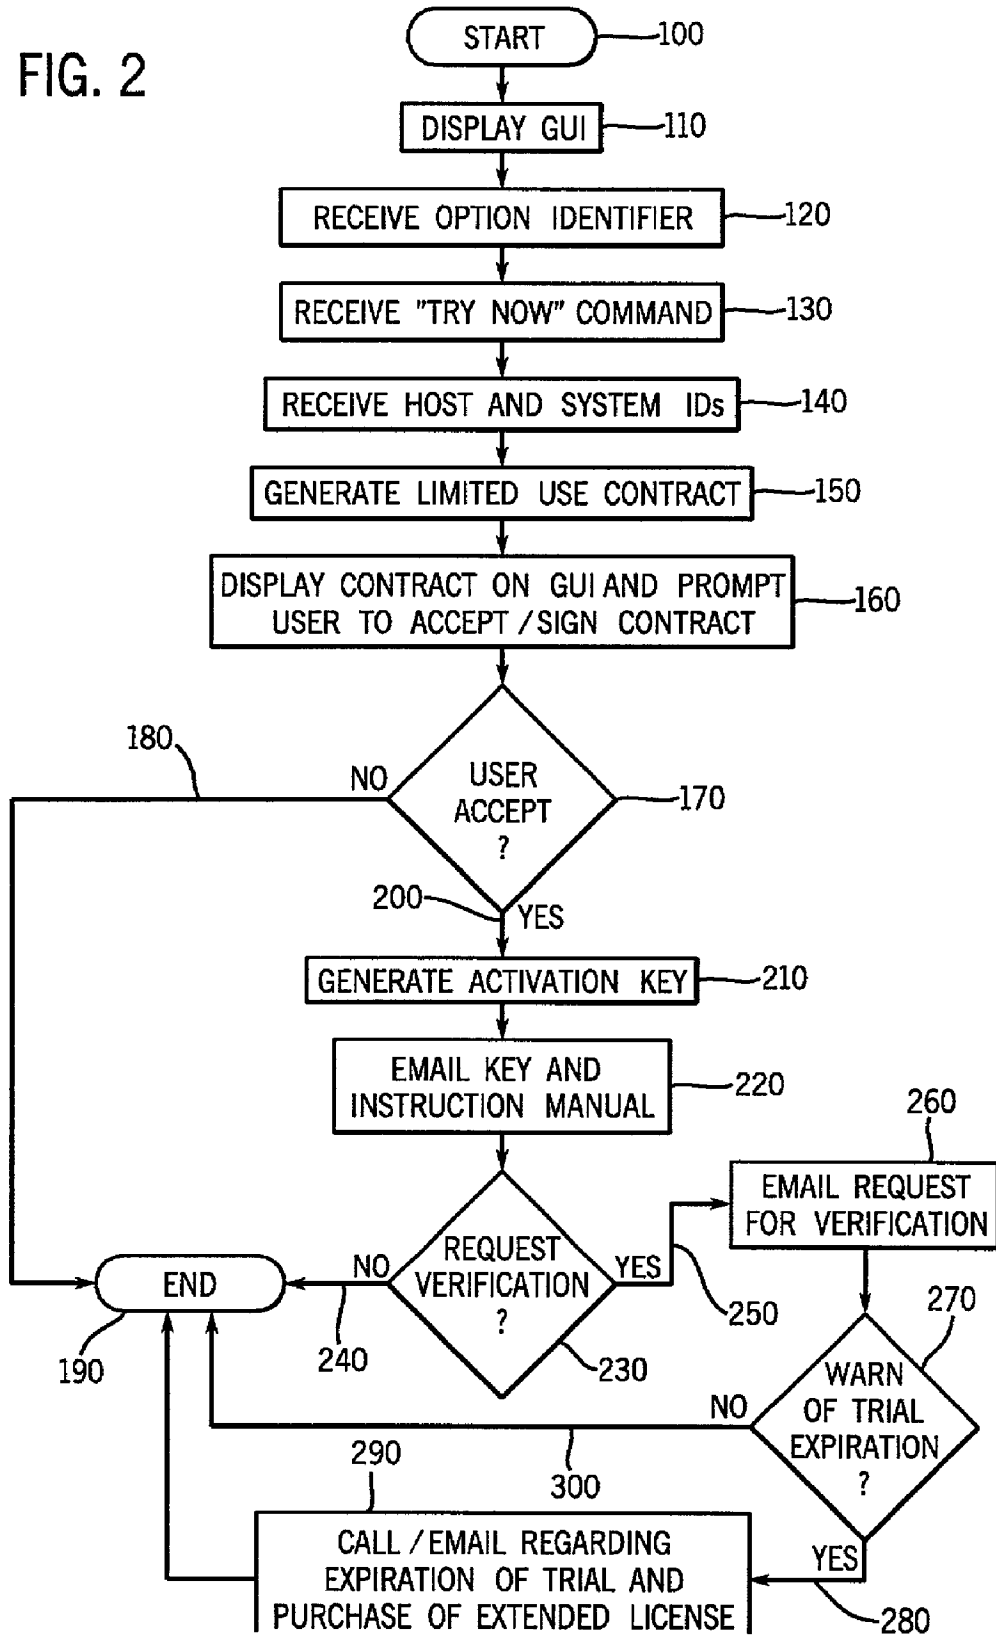 FIG. 2
START
100
DISPLAY GUI
110
RECEIVE OPTION IDENTIFIER
120
RECEIVE "TRY NOW" COMMAND
130
RECEIVE HOST AND SYSTEM IDs
140
GENERATE LIMITED USE CONTRACT
150
DISPLAY CONTRACT ON GUI AND PROMPT
USER TO ACCEPT / SIGN CONTRACT
160
180
NO
USER
ACCEPT
?
170
200
YES
GENERATE ACTIVATION KEY
210
EMAIL KEY AND
INSTRUCTION MANUAL
220
260
EMAIL REQUEST
FOR VERIFICATION
REQUEST
VERIFICATION
?
NO
YES
END
190
240
230
250
270
WARN
OF TRIAL
EXPIRATION
?
NO
300
290
YES
280
CALL / EMAIL REGARDING
EXPIRATION OF TRIAL AND
PURCHASE OF EXTENDED LICENSE